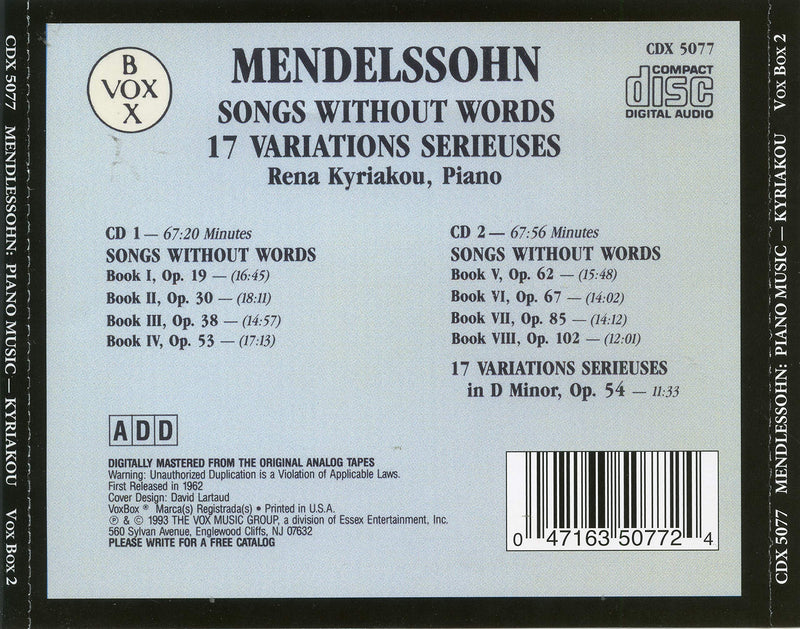 CDX 5077 MENDLESSOHN: PIANO MUSIC — KYRIAKOU Vox Box 2
B
VOX
X
MENDELSSOHN
SONGS WITHOUT WORDS
17 VARIATIONS SERIEUSES
Rena Kyriakou, Piano
CDX 5077
COMPACT
disc
DIGITAL AUDIO
CD 1 — 67:20 Minutes
SONGS WITHOUT WORDS
Book I, Op. 19 — (16:45)
Book II, Op. 30 — (18:11)
Book III, Op. 38 — (14:57)
Book IV, Op. 53 — (17:13)
CD 2 — 67:56 Minutes
SONGS WITHOUT WORDS
Book V, Op. 62 — (15:48)
Book VI, Op. 67 — (14:02)
Book VII, Op. 85 — (14:12)
Book VIII, Op. 102 — (12:01)
17 VARIATIONS SERIEUSES
in D Minor, Op. 54 — 11:33
ADD
DIGITALLY MASTERED FROM THE ORIGINAL ANALOG TAPES
Warning: Unauthorized Duplication is a Violation of Applicable Laws.
First Released in 1962
Cover Design: David Lartaud
VoxBox ® Marca(s) Registrada(s) • Printed in U.S.A.
℗ & © 1993 THE VOX MUSIC GROUP, a division of Essex Entertainment, Inc.
560 Sylvan Avenue, Englewood Cliffs, NJ 07632
PLEASE WRITE FOR A FREE CATALOG
0 47163 50772 4
CDX 5077 MENDLESSOHN: PIANO MUSIC — KYRIAKOU Vox Box 2